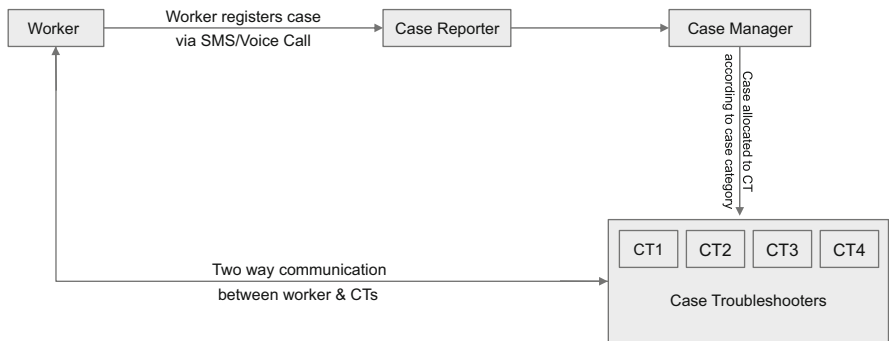 Worker
Worker registers case
via SMS/Voice Call
Case Reporter
Case Manager
Case allocated to CT
according to case category
CT1
CT2
CT3
CT4
Case Troubleshooters
Two way communication
between worker & CTs